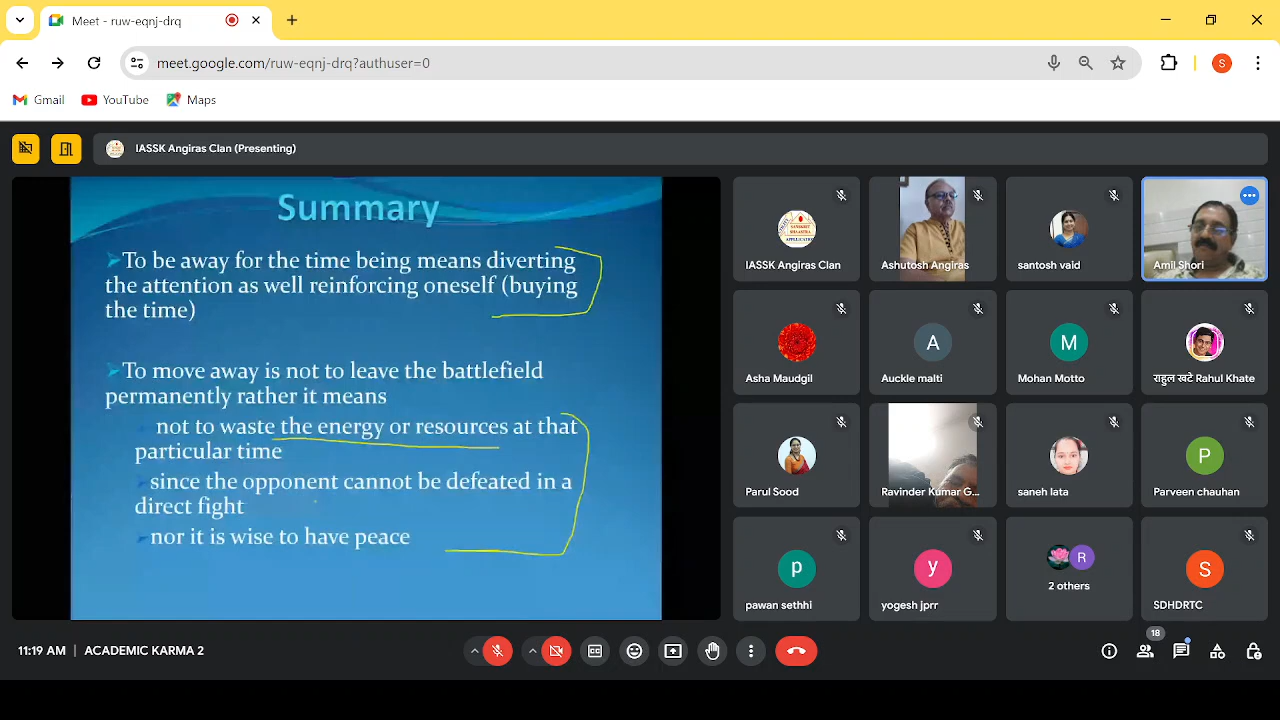 Meet - ruw-eqnj-drq
meet.google.com/ruw-eqnj-drq?authuser=0
S
Gmail
YouTube
Maps
IASSK Angiras Clan (Presenting)
Summary
To be away for the time being means diverting
the attention as well reinforcing oneself (buying
the time)
To move away is not to leave the battlefield
permanently rather it means
not to waste the energy or resources at that
particular time
since the opponent cannot be defeated in a
direct fight
nor it is wise to have peace
SANSKRIT
SHAASTRA
APPLICATION
IASSK Angiras Clan
Ashutosh Angiras
santosh vaid
Amil Shori
Asha Maudgil
A
Auckle malti
M
Mohan Motto
राहुल खटे Rahul Khate
Parul Sood
Ravinder Kumar G...
saneh lata
P
Parveen chauhan
p
pawan sethhi
y
yogesh jprr
R
2 others
S
SDHDRTC
11:19 AM | ACADEMIC KARMA 2
18